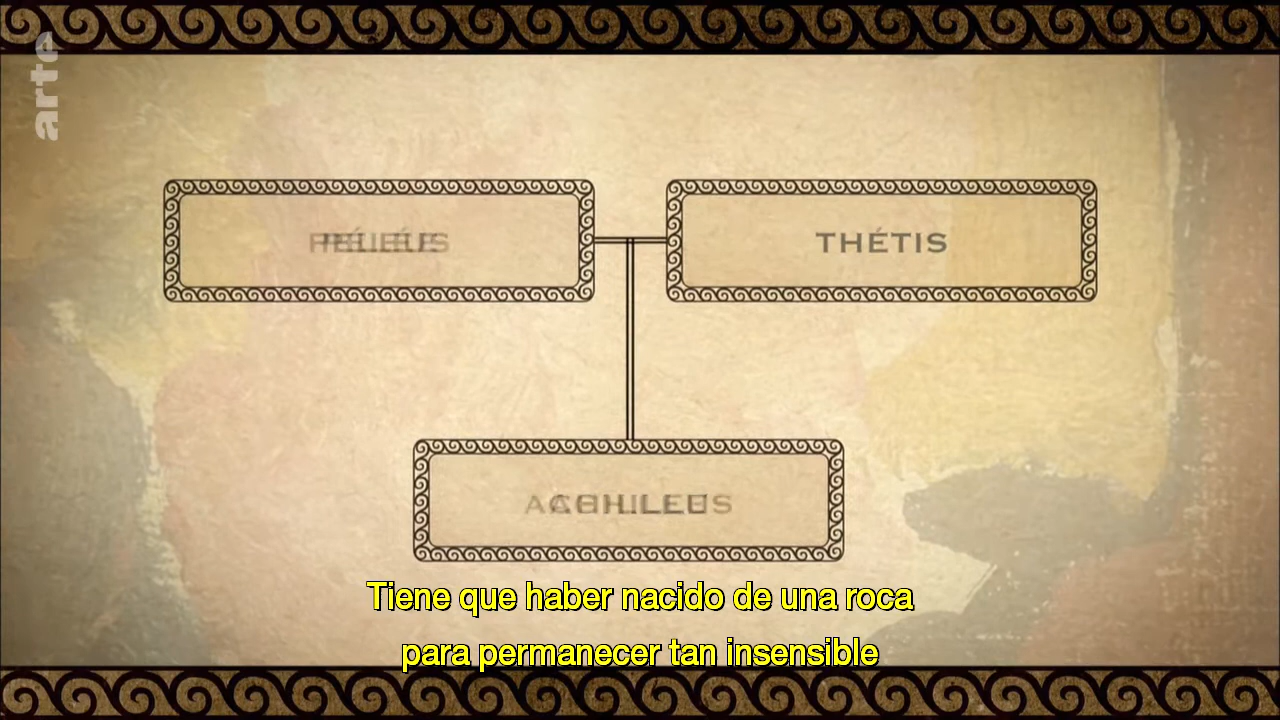 arte
THÉTIS
Tiene que haber nacido de una roca
para permanecer tan insensible